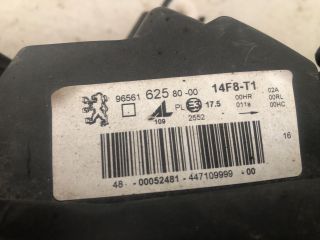 96561 625 80-00 14F8-T1 02A
00HR 00RL
PL 17.5 011a 00HC
109 2552
16
48- -00052481-447109999 -00